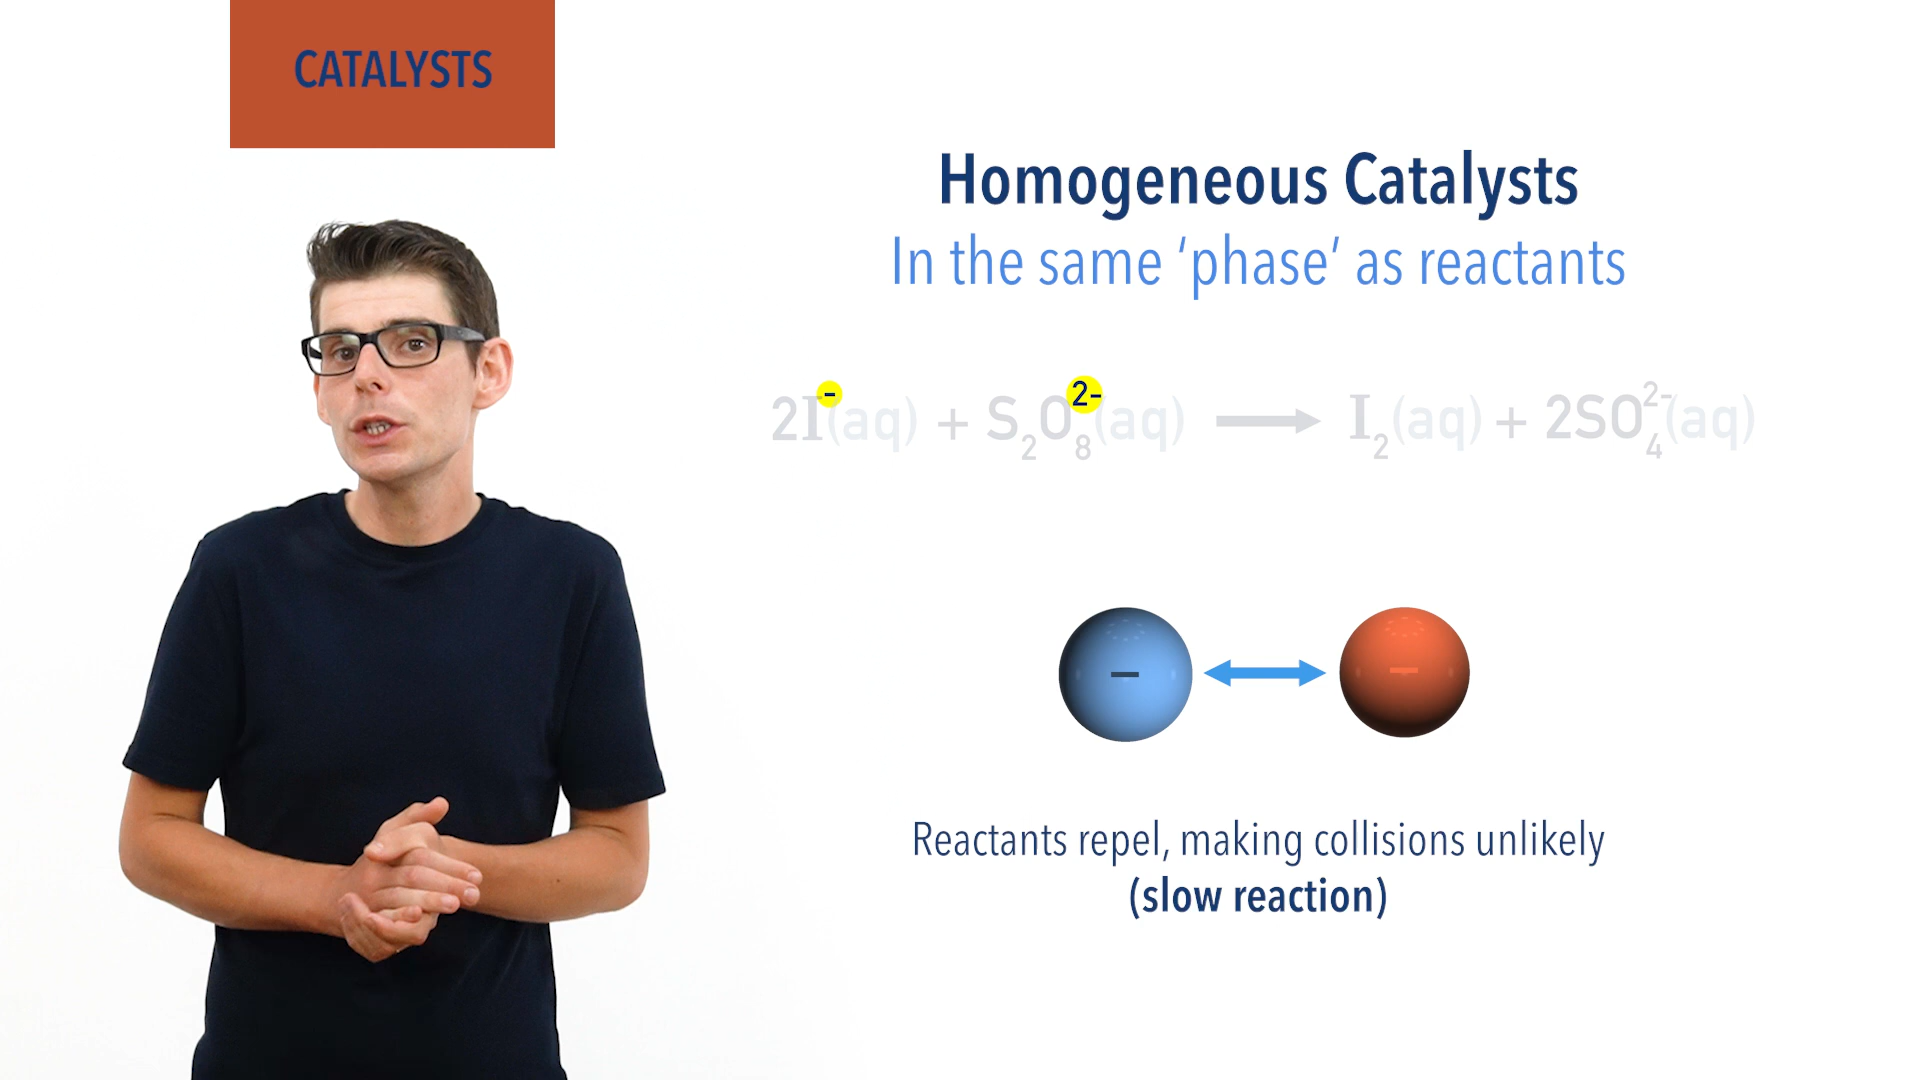 CATALYSTS
Homogeneous Catalysts
In the same ‘phase’ as reactants
2I⁻(aq) + S₂O₈²⁻(aq) ⟶ I₂(aq) + 2SO₄²⁻(aq)
– –
Reactants repel, making collisions unlikely
(slow reaction)